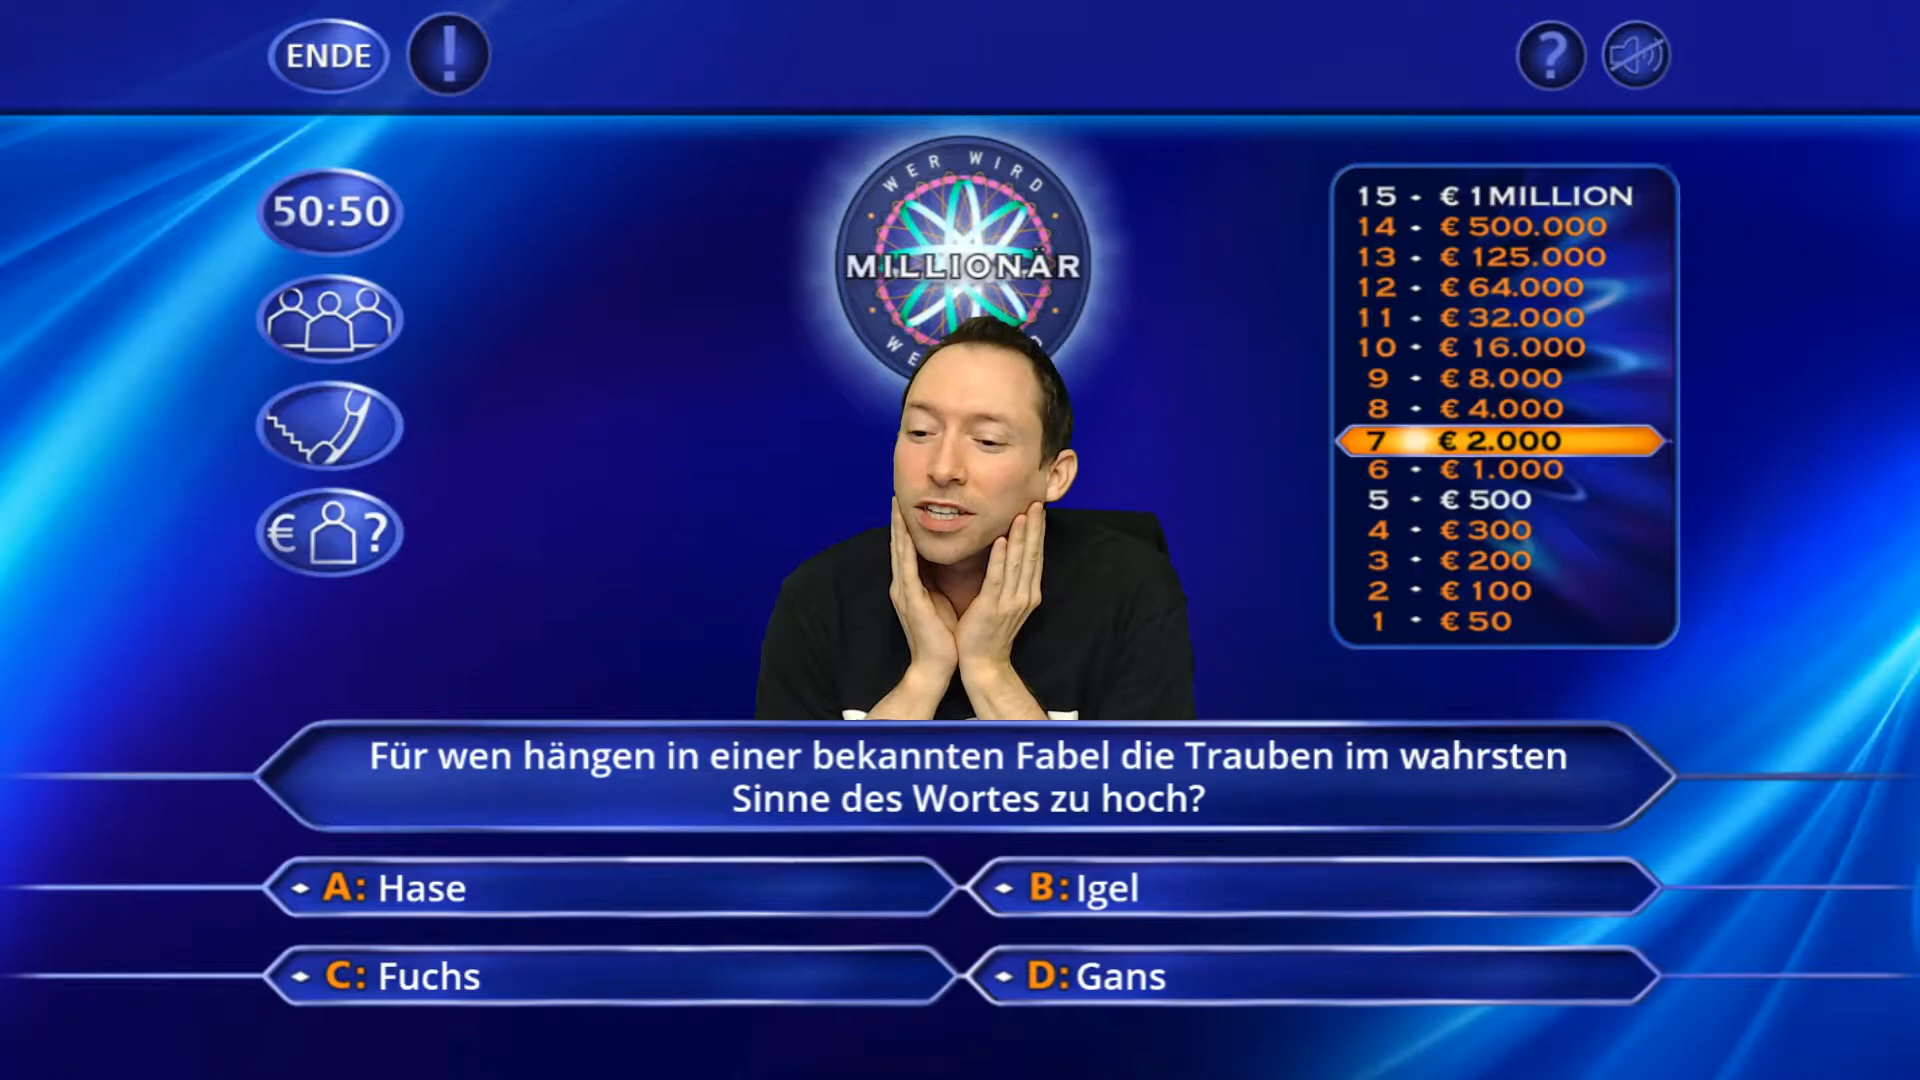 ENDE
!
?
50:50
€ ?
WER WIRD
MILLIONÄR
WE
15 · € 1 MILLION
14 · € 500.000
13 · € 125.000
12 · € 64.000
11 · € 32.000
10 · € 16.000
9 · € 8.000
8 · € 4.000
7 € 2.000
6 · € 1.000
5 · € 500
4 · € 300
3 · € 200
2 · € 100
1 · € 50
Für wen hängen in einer bekannten Fabel die Trauben im wahrsten
Sinne des Wortes zu hoch?
A: Hase
B: Igel
C: Fuchs
D: Gans